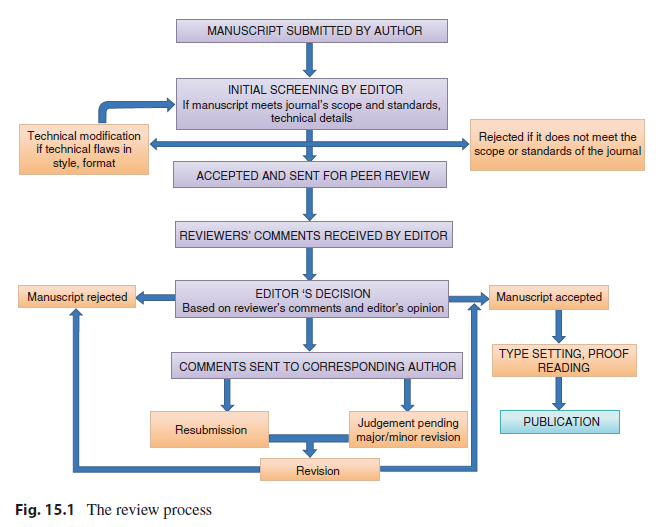 MANUSCRIPT SUBMITTED BY AUTHOR
INITIAL SCREENING BY EDITOR
If manuscript meets journal's scope and standards,
technical details
Technical modification
if technical flaws in
style, format
Rejected if it does not meet the
scope or standards of the journal
ACCEPTED AND SENT FOR PEER REVIEW
REVIEWERS' COMMENTS RECEIVED BY EDITOR
Manuscript rejected
EDITOR 'S DECISION
Based on reviewer's comments and editor's opinion
Manuscript accepted
COMMENTS SENT TO CORRESPONDING AUTHOR
TYPE SETTING, PROOF
READING
Resubmission
Judgement pending
major/minor revision
PUBLICATION
Revision
Fig. 15.1 The review process